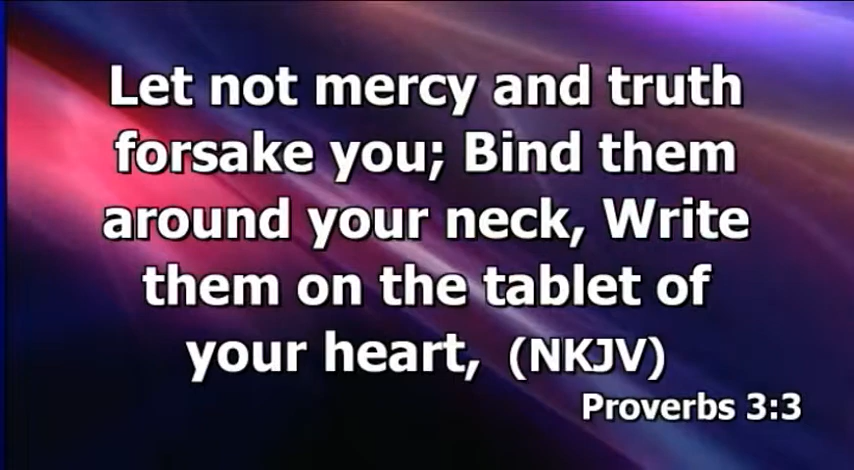 Let not mercy and truth
forsake you; Bind them
around your neck, Write
them on the tablet of
your heart, (NKJV)
Proverbs 3:3